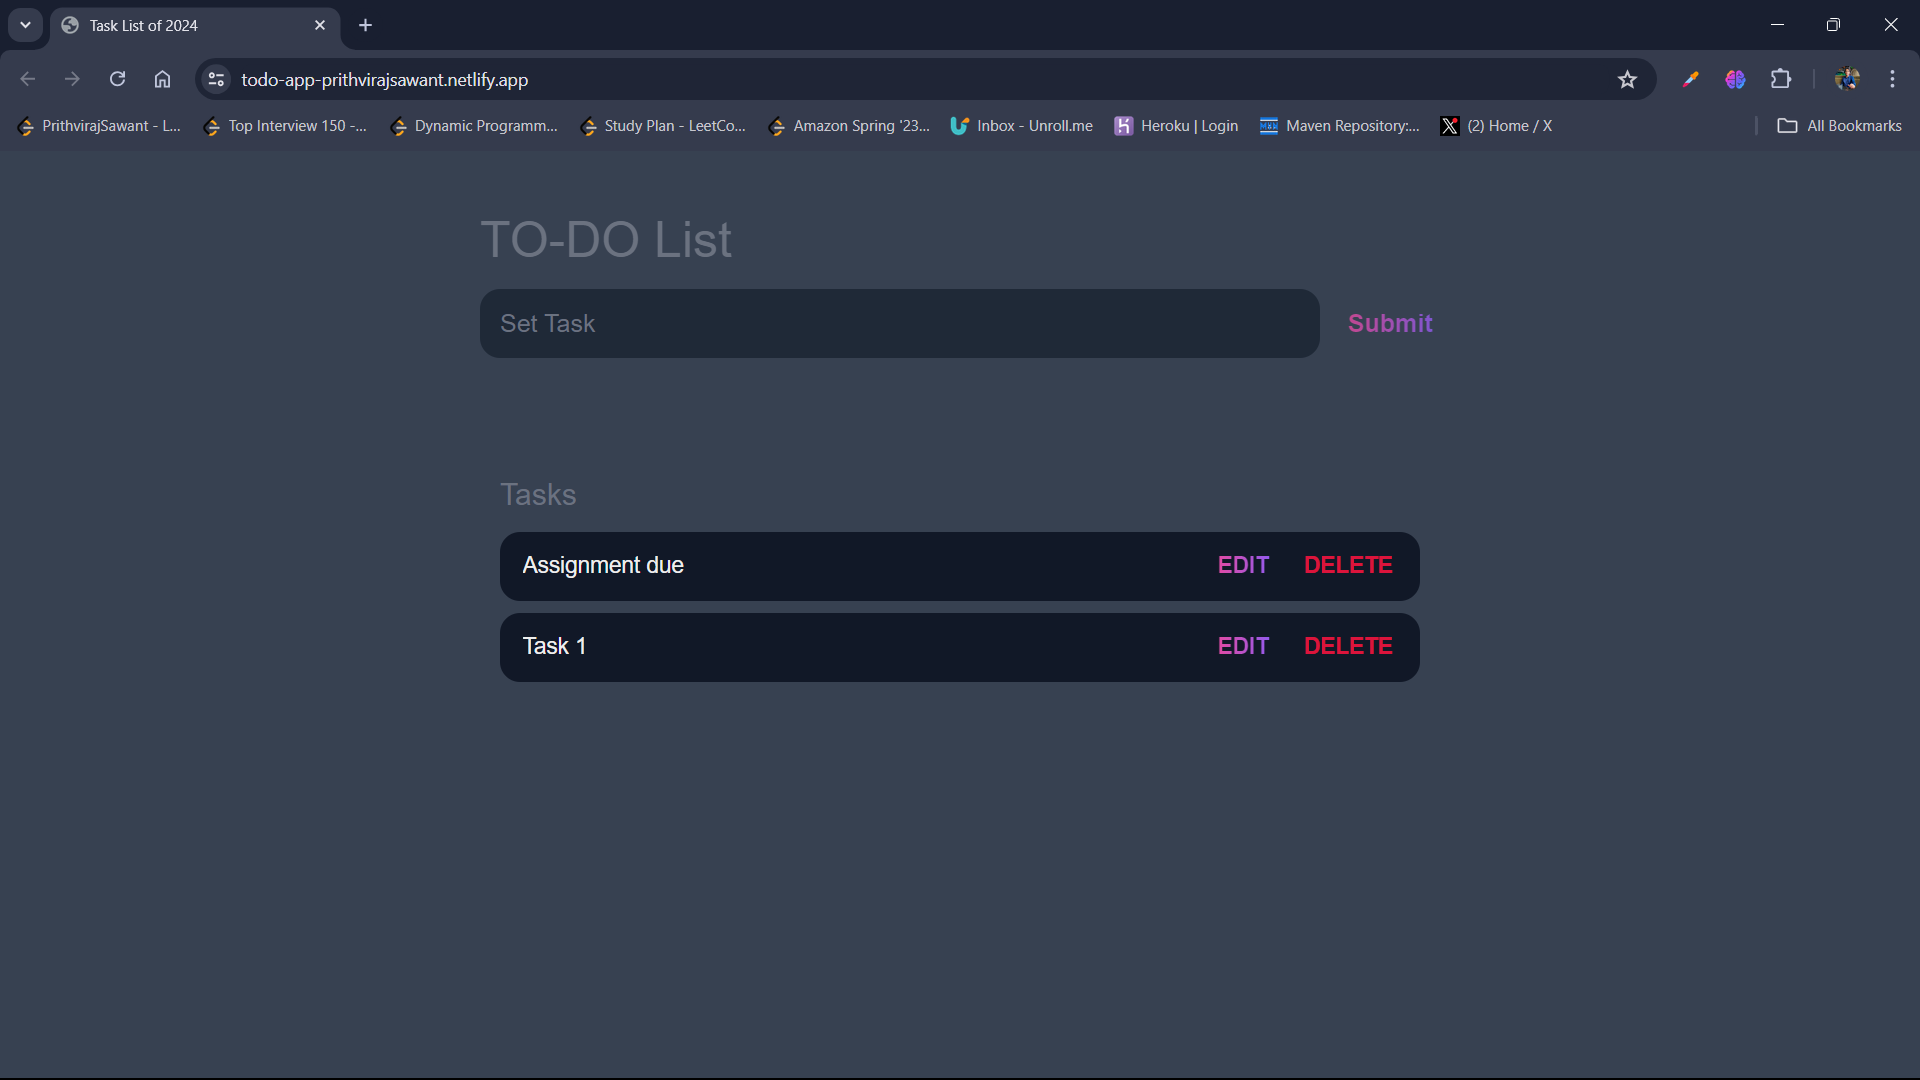 Task List of 2024
todo-app-prithvirajsawant.netlify.app
PrithvirajSawant - L... Top Interview 150 -... Dynamic Programm... Study Plan - LeetCo... Amazon Spring '23... Inbox - Unroll.me Heroku | Login Maven Repository:... (2) Home / X All Bookmarks
TO-DO List
Set Task Submit
Tasks
Assignment due EDIT DELETE
Task 1 EDIT DELETE